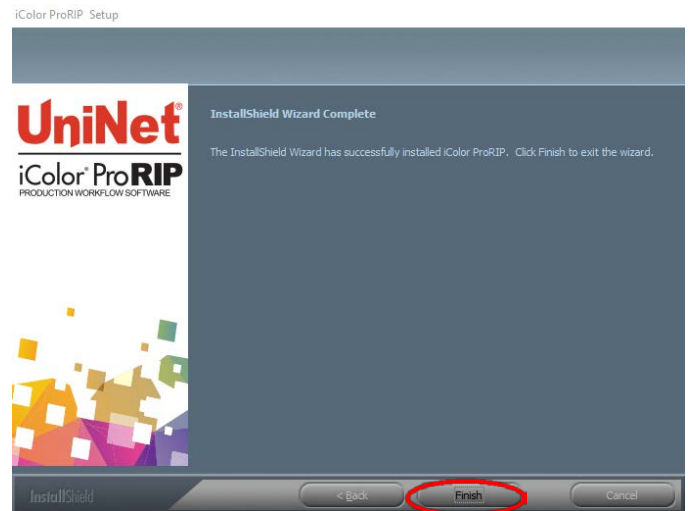 iColor ProRIP Setup
UniNet®
iColor® ProRIP
PRODUCTION WORKFLOW SOFTWARE
InstallShield Wizard Complete
The InstallShield Wizard has successfully installed iColor ProRIP. Click Finish to exit the wizard.
InstallShield
< Back
Finish
Cancel